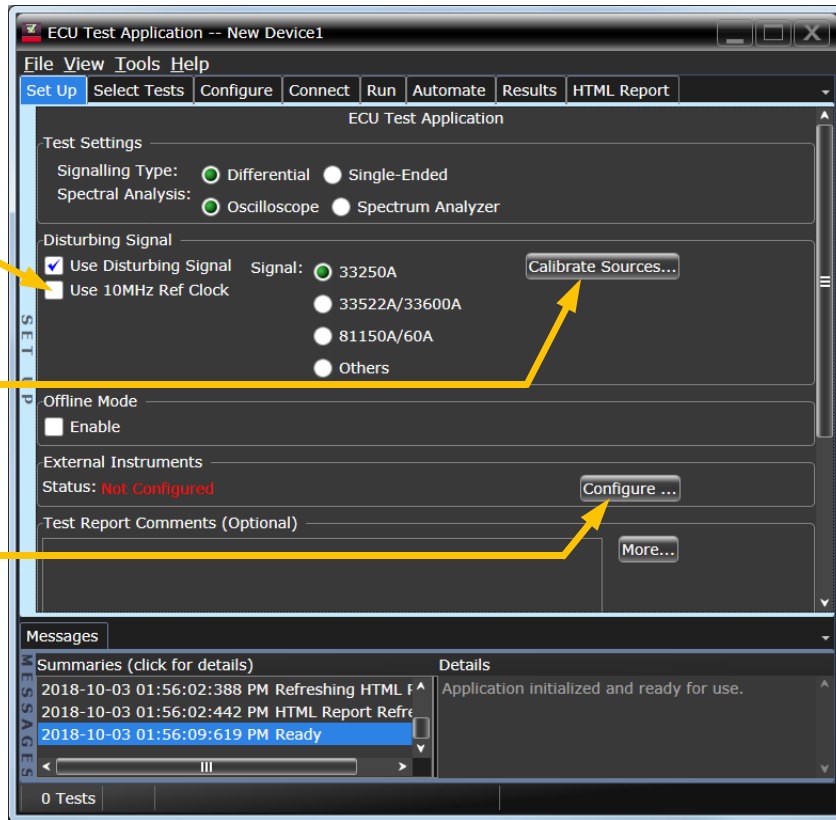 ECU Test Application -- New Device1
File View Tools Help
Set Up Select Tests Configure Connect Run Automate Results HTML Report
ECU Test Application
Test Settings
Signalling Type: Differential Single-Ended
Spectral Analysis: Oscilloscope Spectrum Analyzer
Disturbing Signal
Use Disturbing Signal Signal: 33250A Calibrate Sources...
Use 10MHz Ref Clock
33522A/33600A
81150A/60A
Others
SET UP
Offline Mode
Enable
External Instruments
Status: Not Configured Configure ...
Test Report Comments (Optional)
More...
Messages
MESSAGES
Summaries (click for details) Details
2018-10-03 01:56:02:388 PM Refreshing HTML Application initialized and ready for use.
2018-10-03 01:56:02:442 PM HTML Report Refre
2018-10-03 01:56:09:619 PM Ready
0 Tests